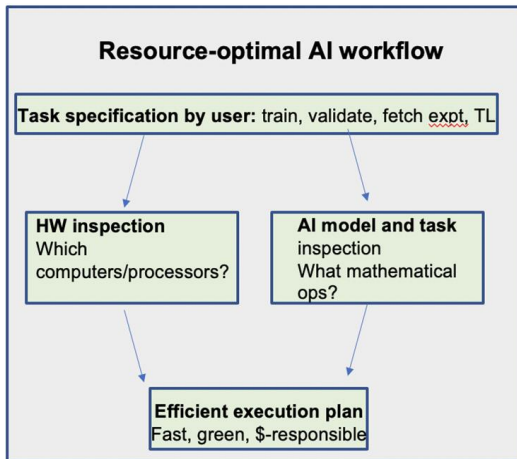 Resource-optimal AI workflow
Task specification by user: train, validate, fetch expt, TL
HW inspection
Which
computers/processors?
AI model and task
inspection
What mathematical
ops?
Efficient execution plan
Fast, green, $-responsible